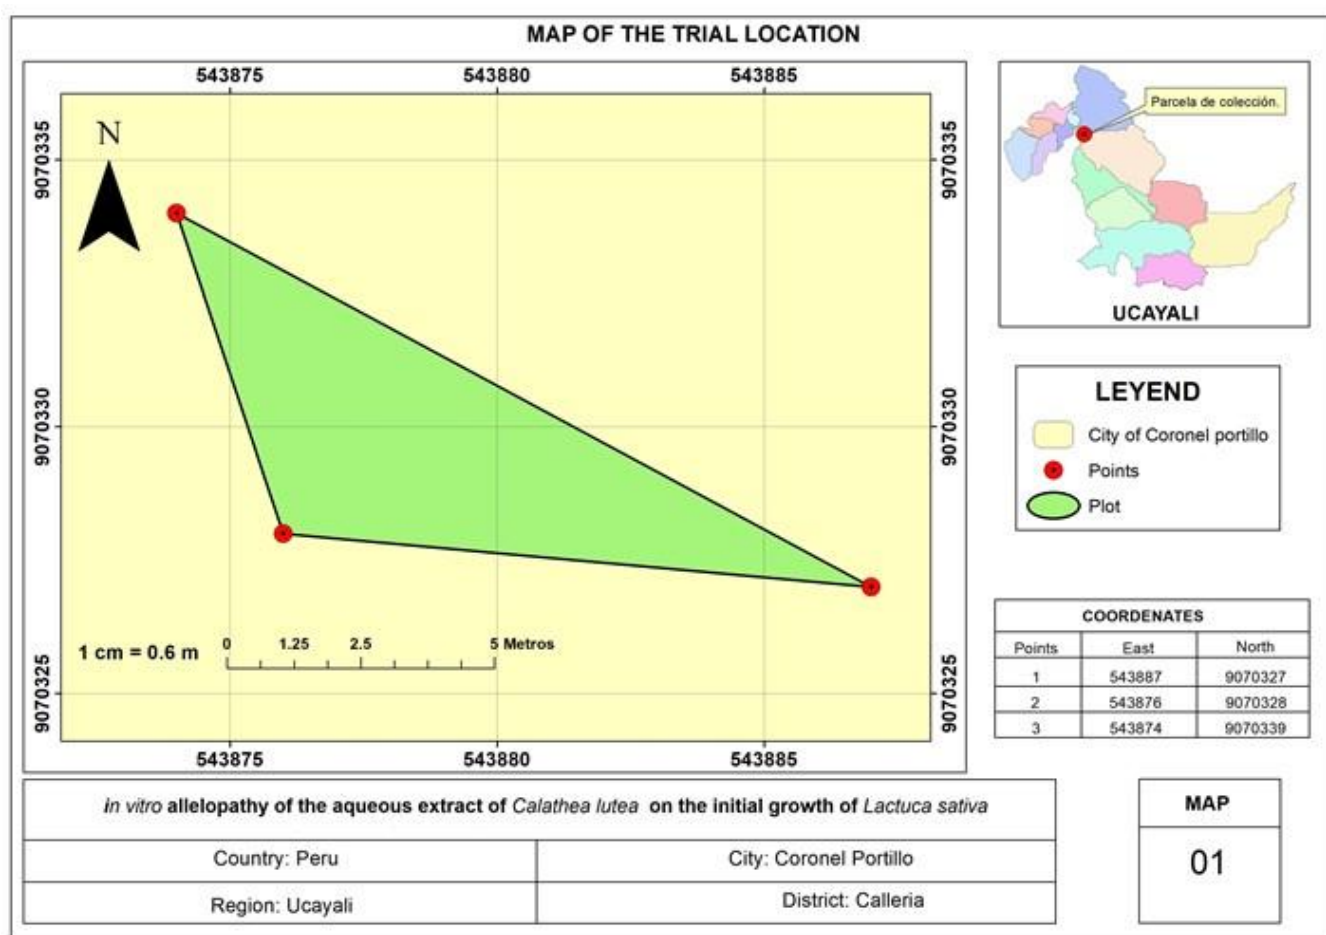 MAP OF THE TRIAL LOCATION
543875 543880 543885
N
9070335 9070335
9070330 9070330
9070325 9070325
1 cm = 0.6 m
0 1.25 2.5 5 Metros
543875 543880 543885
Parcela de colección.
UCAYALI
LEYEND
City of Coronel portillo
Points
Plot
COORDENATES
Points East North
1 543887 9070327
2 543876 9070328
3 543874 9070339
In vitro allelopathy of the aqueous extract of Calathea lutea on the initial growth of Lactuca sativa
Country: Peru City: Coronel Portillo
Region: Ucayali District: Calleria
MAP
01